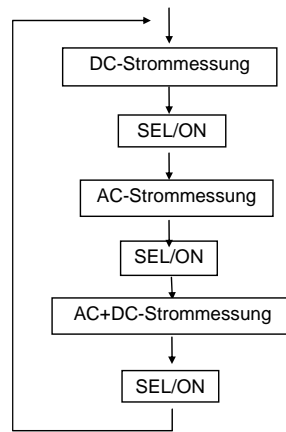 DC-Strommessung
SEL/ON
AC-Strommessung
SEL/ON
AC+DC-Strommessung
SEL/ON